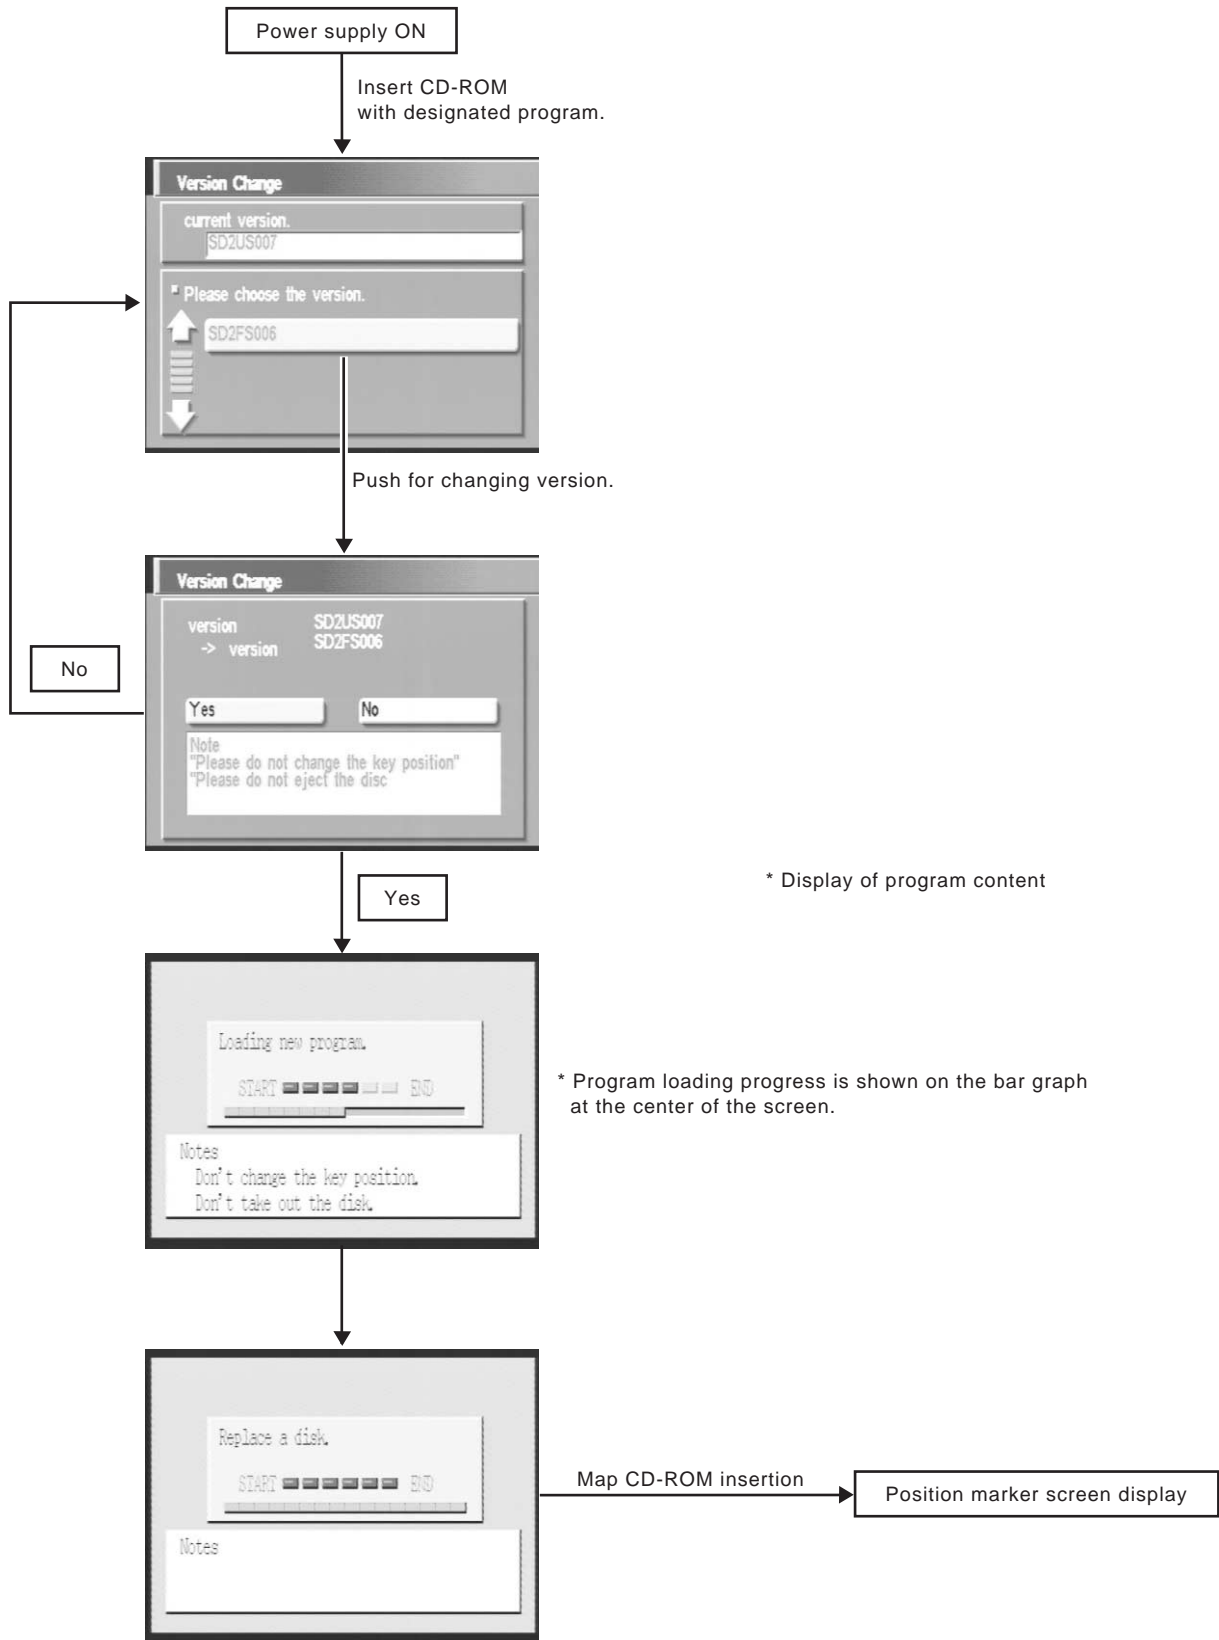 Power supply ON
Insert CD-ROM
with designated program.
Version Change
current version.
SD2US007
Please choose the version.
SD2FS006
Push for changing version.
Version Change
version SD2US007
-> version SD2FS006
No
Yes No
Note
"Please do not change the key position"
"Please do not eject the disc
* Display of program content
Yes
Loading new program.
START END
* Program loading progress is shown on the bar graph
at the center of the screen.
Notes
Don't change the key position.
Don't take out the disk.
Replace a disk.
START END
Map CD-ROM insertion
Position marker screen display
Notes